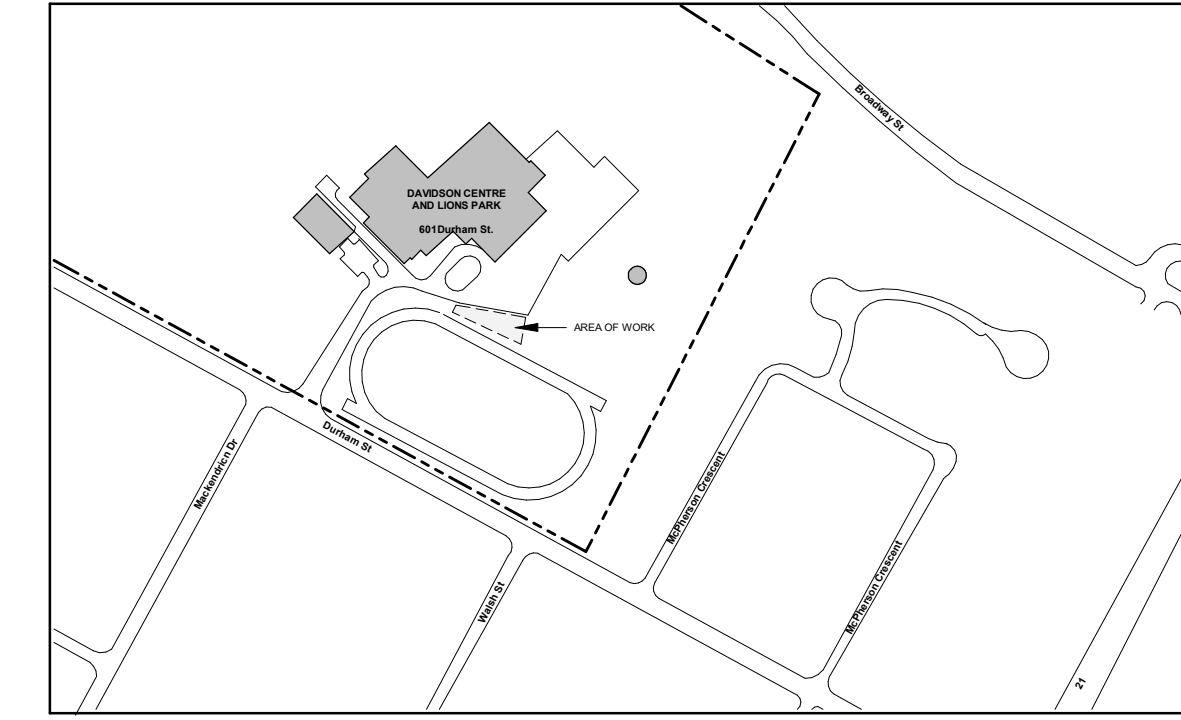 Broadway St
DAVIDSON CENTRE
AND LIONS PARK
601Durham St.
AREA OF WORK
Durham St
Mackendricn Dr
McPherson Crescent
McPherson Crescent
Walsh St
21